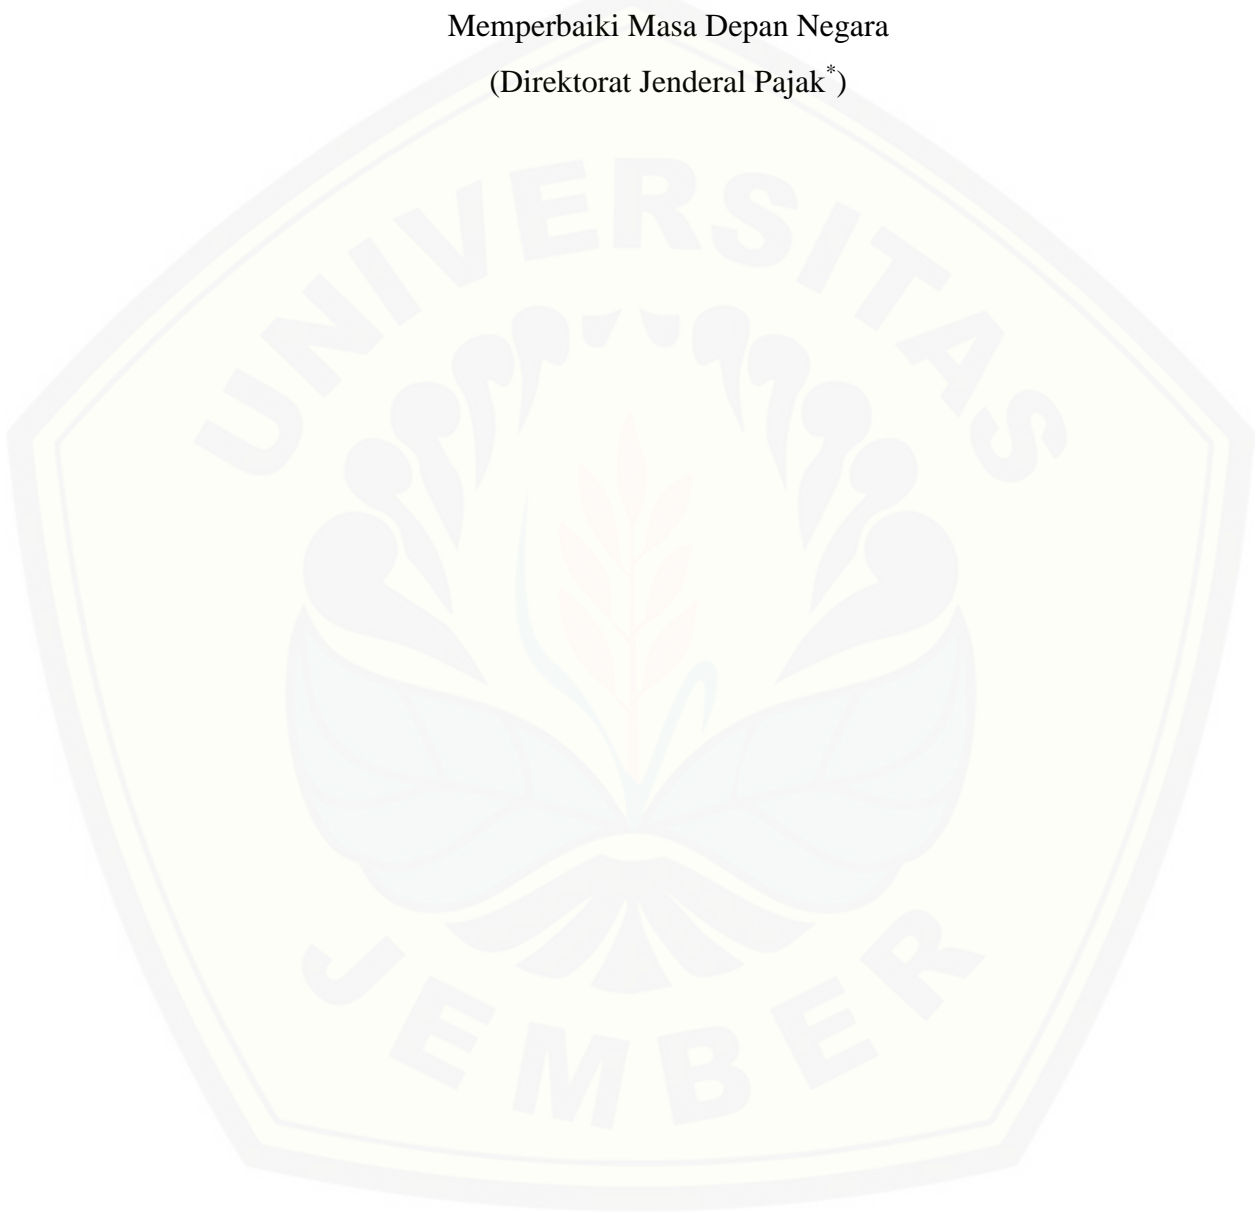 Memperbaiki Masa Depan Negara
(Direktorat Jenderal Pajak*)
UNIVERSITAS
JEMBER